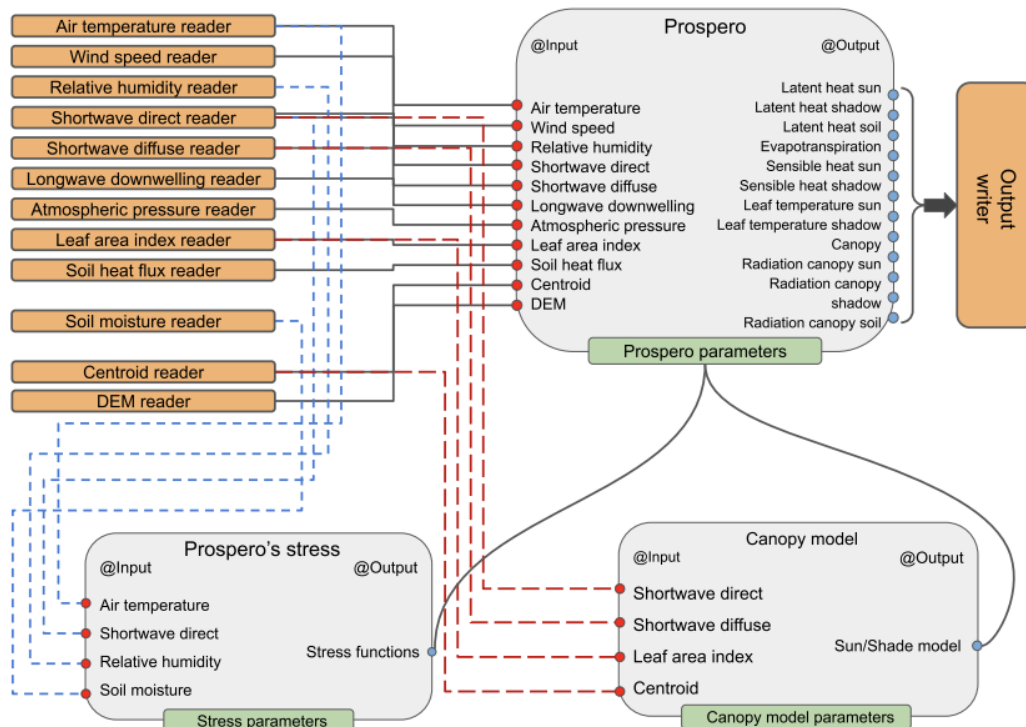 Air temperature reader
Wind speed reader
Relative humidity reader
Shortwave direct reader
Shortwave diffuse reader
Longwave downwelling reader
Atmospheric pressure reader
Leaf area index reader
Soil heat flux reader
Soil moisture reader
Centroid reader
DEM reader
Prospero
@Input
@Output
Air temperature
Wind speed
Relative humidity
Shortwave direct
Shortwave diffuse
Longwave downwelling
Atmospheric pressure
Leaf area index
Soil heat flux
Centroid
DEM
Latent heat sun
Latent heat shadow
Latent heat soil
Evapotranspiration
Sensible heat sun
Sensible heat shadow
Leaf temperature sun
Leaf temperature shadow
Canopy
Radiation canopy sun
Radiation canopy
shadow
Radiation canopy soil
Prospero parameters
Output
writer
Prospero's stress
@Input
@Output
Air temperature
Shortwave direct
Relative humidity
Soil moisture
Stress functions
Stress parameters
Canopy model
@Input
@Output
Shortwave direct
Shortwave diffuse
Leaf area index
Centroid
Sun/Shade model
Canopy model parameters